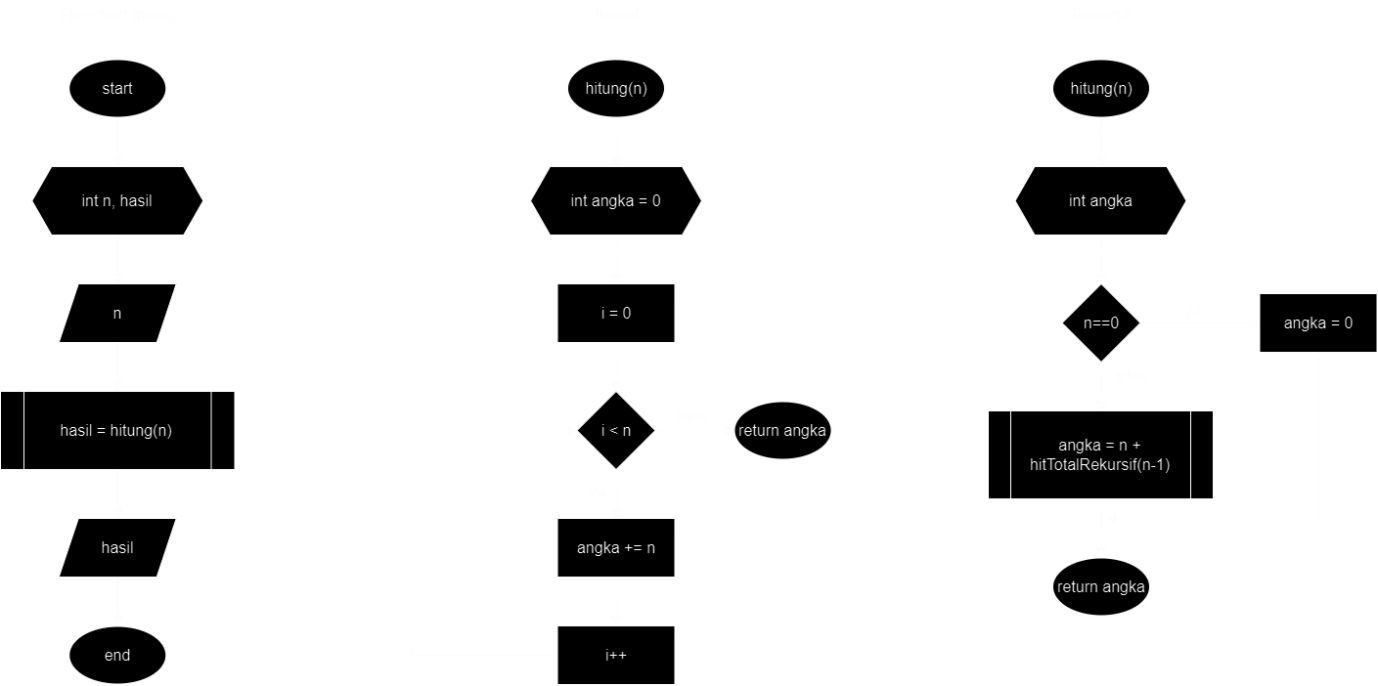 start
int n, hasil
n
hasil = hitung(n)
hasil
end
hitung(n)
int angka = 0
i = 0
i < n
return angka
angka += n
i++
hitung(n)
int angka
n==0
angka = 0
angka = n +
hitTotalRekursif(n-1)
return angka